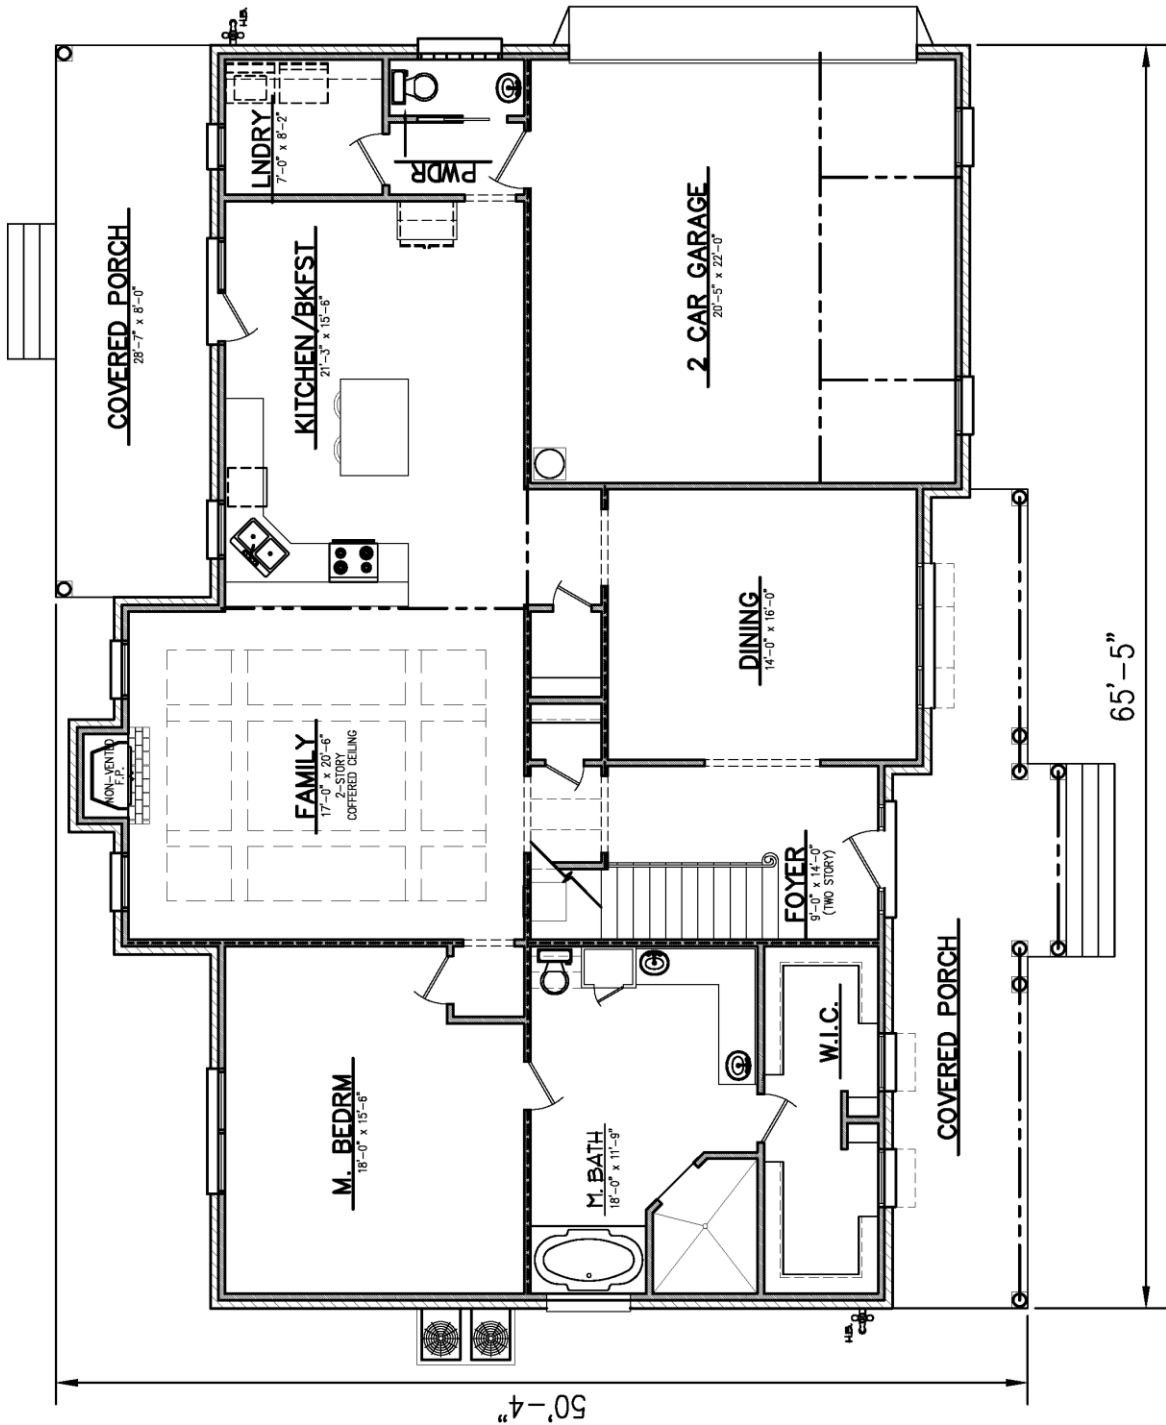 COVERED PORCH
28'-7" x 8'-0"
H.B.
LNDRY
7'-0" x 8'-2"
PWDR
KITCHEN/BKFST
21'-3" x 15'-6"
2 CAR GARAGE
20'-5" x 22'-0"
NON-VENTED
F.P.
FAMILY
17'-0" x 20'-6"
2-STORY
COFFERED CEILING
DINING
14'-0" x 16'-0"
FOYER
9'-0" x 14'-0"
(TWO STORY)
M. BEDRM
18'-0" x 15'-6"
M. BATH
18'-0" x 11'-9"
W.I.C.
COVERED PORCH
H.B.
65'-5"
50'-4"